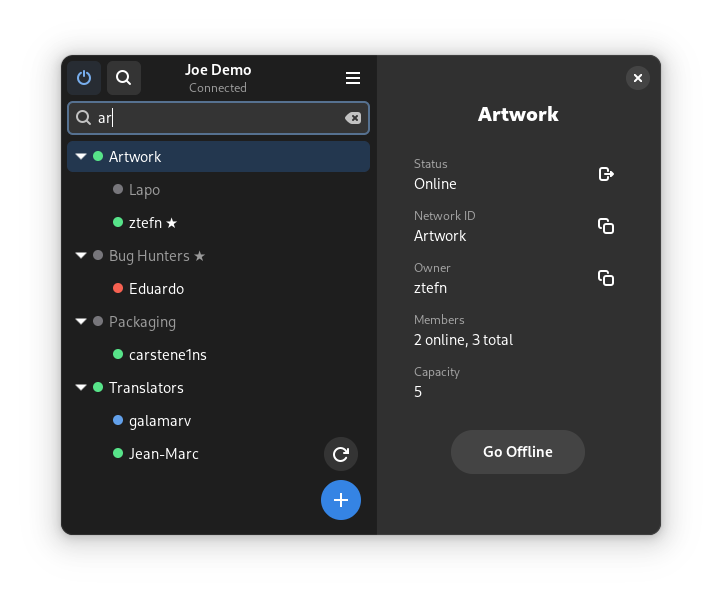 Joe Demo
Connected
ar
Artwork
Lapo
ztefn ★
Bug Hunters ★
Eduardo
Packaging
carstene1ns
Translators
galamarv
Jean-Marc
Artwork
Status
Online
Network ID
Artwork
Owner
ztefn
Members
2 online, 3 total
Capacity
5
Go Offline